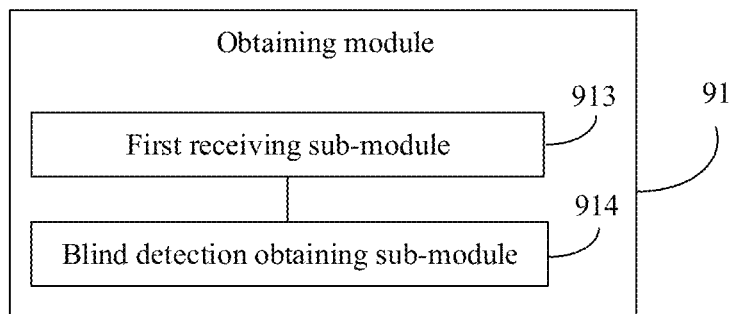 Obtaining module
913
91
First receiving sub-module
914
Blind detection obtaining sub-module